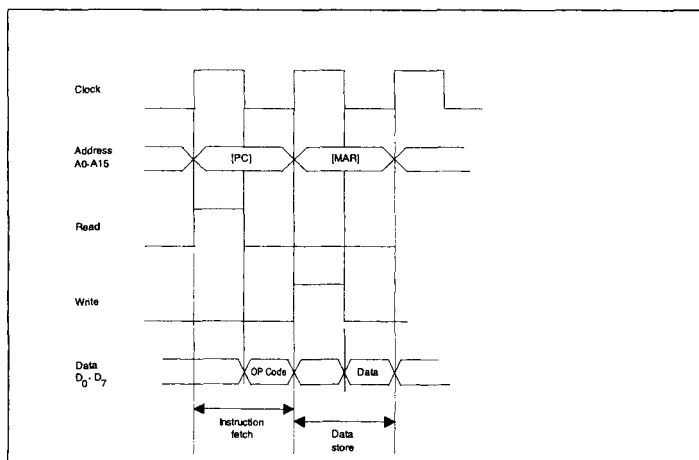 Clock
Address
A0-A15
[PC]
[MAR]
Read
Write
Data
D0 - D7
OP Code
Data
Instruction
fetch
Data
store